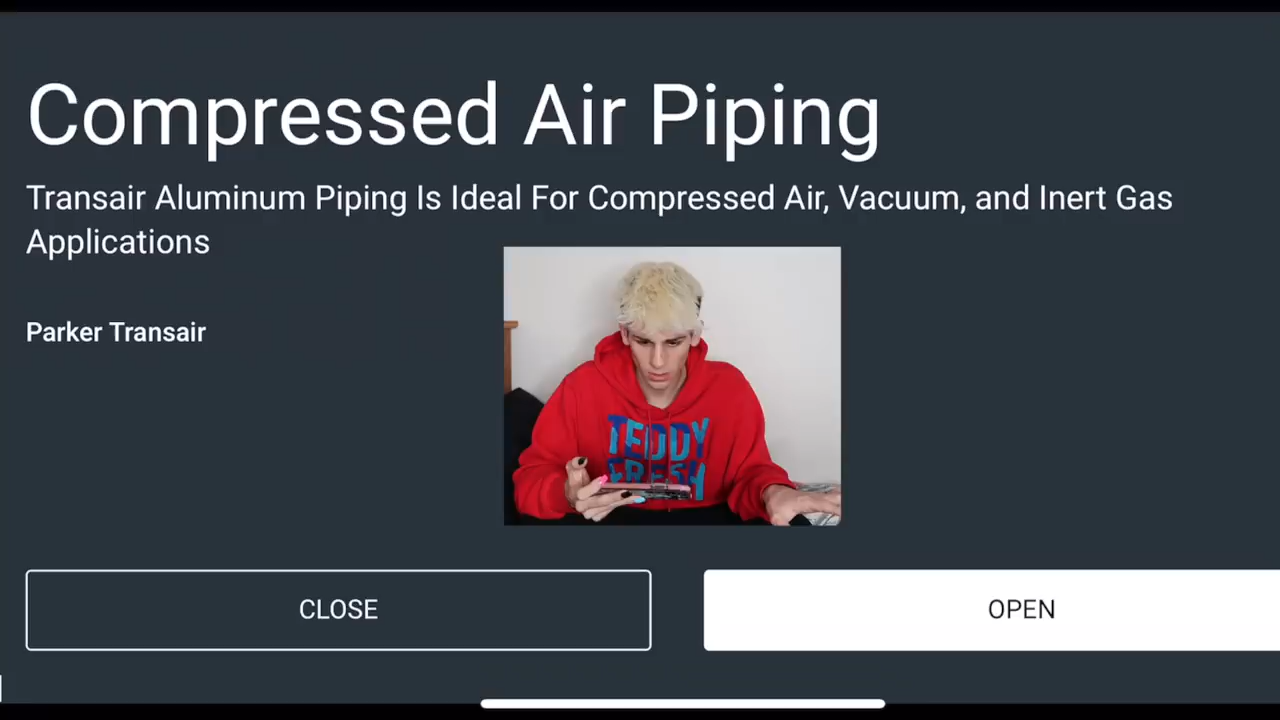 Compressed Air Piping
Transair Aluminum Piping Is Ideal For Compressed Air, Vacuum, and Inert Gas
Applications
Parker Transair
TEDDY
FRESH
CLOSE
OPEN